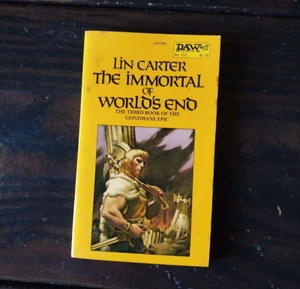 DAW
LIN CARTER
THE IMMORTAL
OF
WORLD'S END
THE THIRD BOOK OF THE
GONDWANE EPIC